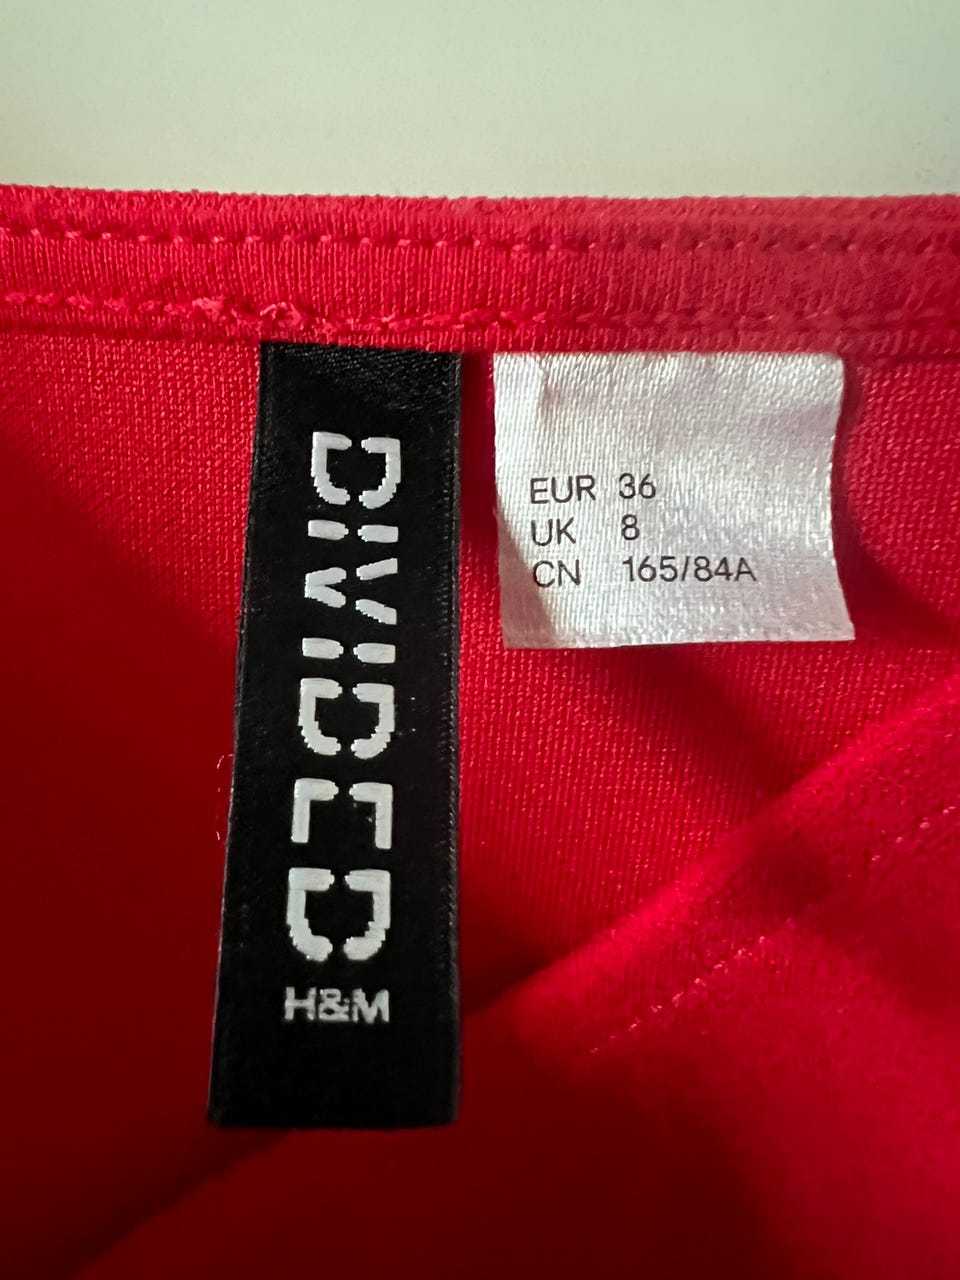 DIVIDED
H&M
EUR 36
UK 8
CN 165/84A